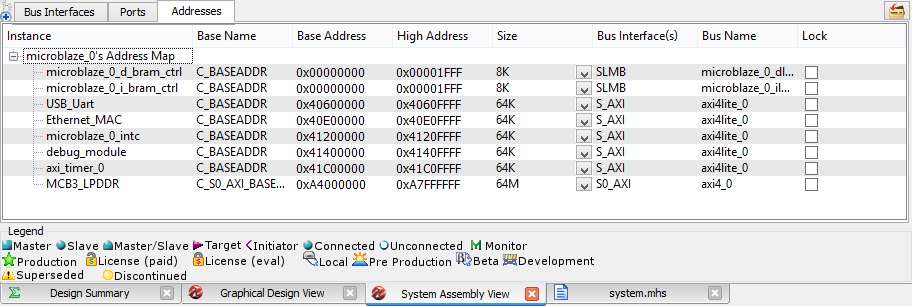 Bus Interfaces Ports Addresses
Instance Base Name Base Address High Address Size Bus Interface(s) Bus Name Lock
microblaze_0's Address Map
microblaze_0_d_bram_ctrl C_BASEADDR 0x00000000 0x00001FFF 8K SLMB microblaze_0_dl...
microblaze_0_i_bram_ctrl C_BASEADDR 0x00000000 0x00001FFF 8K SLMB microblaze_0_il...
USB_Uart C_BASEADDR 0x40600000 0x4060FFFF 64K S_AXI axi4lite_0
Ethernet_MAC C_BASEADDR 0x40E00000 0x40E0FFFF 64K S_AXI axi4lite_0
microblaze_0_intc C_BASEADDR 0x41200000 0x4120FFFF 64K S_AXI axi4lite_0
debug_module C_BASEADDR 0x41400000 0x4140FFFF 64K S_AXI axi4lite_0
axi_timer_0 C_BASEADDR 0x41C00000 0x41C0FFFF 64K S_AXI axi4lite_0
MCB3_LPDDR C_S0_AXI_BASE... 0xA4000000 0xA7FFFFFF 64M S0_AXI axi4_0
Legend
Master Slave Master/Slave Target Initiator Connected Unconnected M Monitor
Production License (paid) License (eval) Local Pre Production Beta Development
Superseded Discontinued
Design Summary Graphical Design View System Assembly View system.mhs